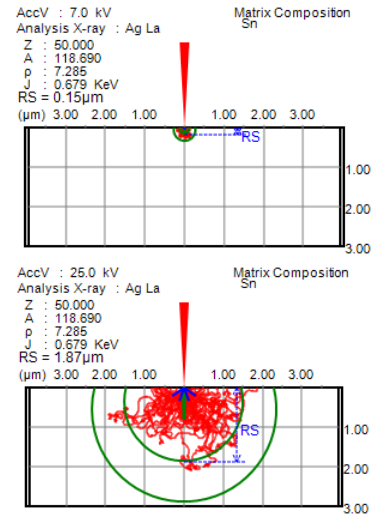 AccV : 7.0 kV Matrix Composition
Analysis X-ray : Ag La Sn
Z : 50.000
A : 118.690
ρ : 7.285
J : 0.679 KeV
RS = 0.15μm
(μm) 3.00 2.00 1.00 1.00 2.00 3.00
RS
1.00
2.00
3.00
AccV : 25.0 kV Matrix Composition
Analysis X-ray : Ag La Sn
Z : 50.000
A : 118.690
ρ : 7.285
J : 0.679 KeV
RS = 1.87μm
(μm) 3.00 2.00 1.00 1.00 2.00 3.00
RS
1.00
2.00
3.00